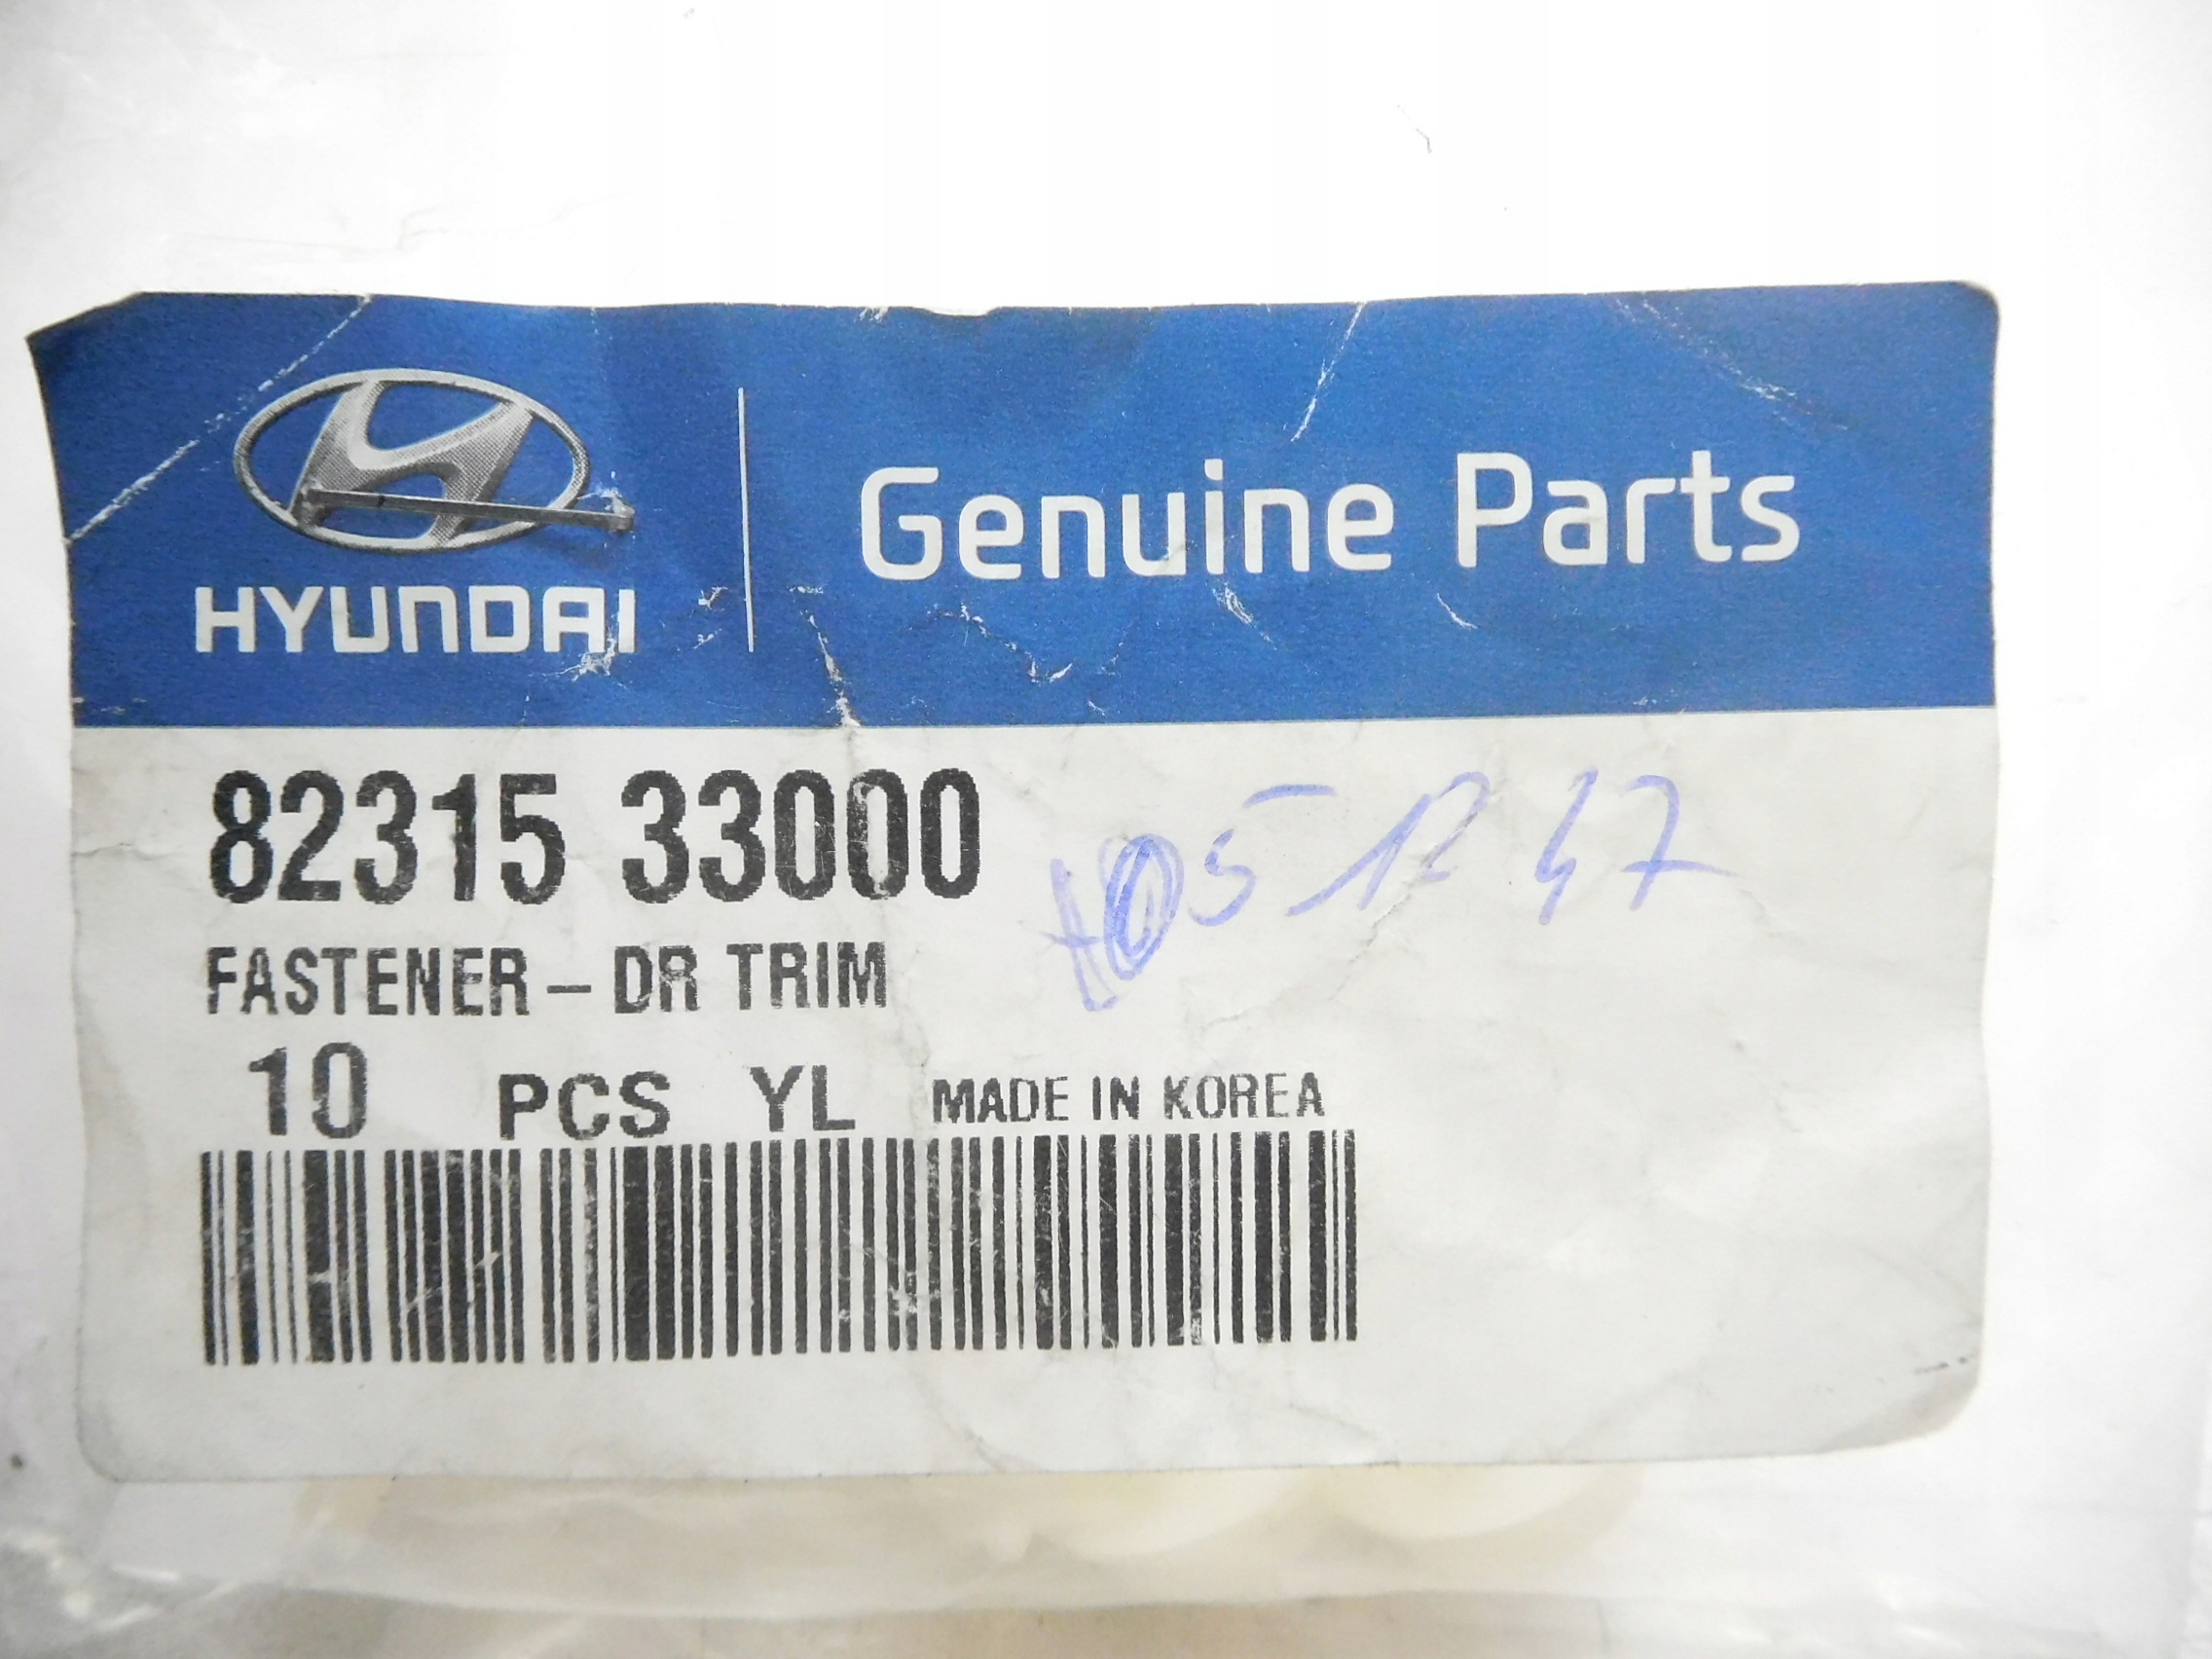 HYUNDAI
Genuine Parts
82315 33000
FASTENER - DR TRIM
10 PCS YL MADE IN KOREA